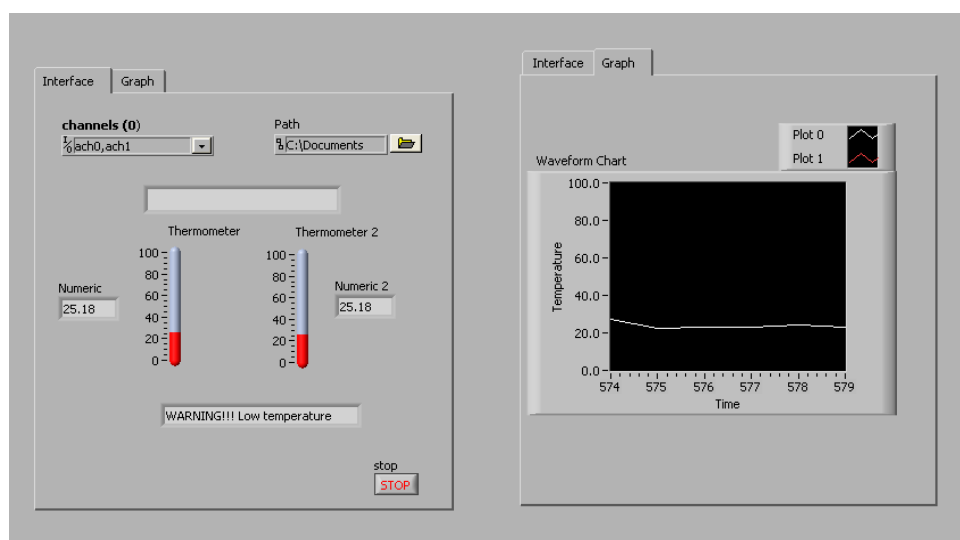 Interface Graph
channels (0)
I/0 ach0,ach1
Path
C:\Documents
Thermometer
100
80
60
40
20
0
Thermometer 2
100
80
60
40
20
0
Numeric
25.18
Numeric 2
25.18
WARNING!!! Low temperature
stop
STOP
Interface Graph
Plot 0
Plot 1
Waveform Chart
Temperature
100.0
80.0
60.0
40.0
20.0
0.0
574 575 576 577 578 579
Time